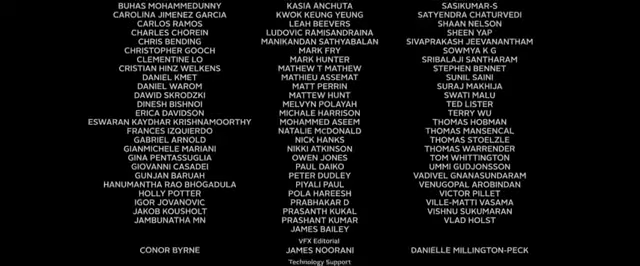 BUHAS MOHAMMEDUNNY KASIA ANCHUTA SASIKUMAR-S
CAROLINA JIMENEZ GARCIA KWOK KEUNG YEUNG SATYENDRA CHATURVEDI
CARLOS RAMOS LEAH BEEVERS SHAAN NELSON
CHARLES CHOREIN LUDOVIC RAMISANDRAINA SHEEN YAP
CHRIS BENDING MANIKANDAN SATHYABALAN SIVAPRAKASH JEEVANANTHAM
CHRISTOPHER GOOCH MARK FRY SOWMYA K G
CLEMENTINE LO MARK HUNTER SRIBALAJI SANTHARAM
CRISTIAN HINZ WELKENS MATHEW T MATHEW STEPHEN BENNET
DANIEL KMET MATHIEU ASSEMAT SUNIL SAINI
DANIEL WAROM MATT PERRIN SURAJ MAKHIJA
DAWID SKRODZKI MATTEW HUNT SWATI MALU
DINESH BISHNOI MELVYN POLAYAH TED LISTER
ERICA DAVIDSON MICHALE HARRISON TERRY WU
ESWARAN KAYDHAR KRISHNAMOORTHY MOHAMMED ASEEM THOMAS HOBMAN
FRANCES IZQUIERDO NATALIE McDONALD THOMAS MANSENCAL
GABRIEL ARNOLD NICK HANKS THOMAS STOELZLE
GIANMICHELE MARIANI NIKKI ATKINSON THOMAS WARRENDER
GINA PENTASSUGLIA OWEN JONES TOM WHITTINGTON
GIOVANNI CASADEI PAUL DAIKO UMMI GUDJONSSON
GUNJAN BARUAH PETER DUDLEY VADIVEL GNANASUNDARAM
HANUMANTHA RAO BHOGADULA PIYALI PAUL VENUGOPAL AROBINDAN
HOLLY POTTER POLA HAREESH VICTOR PILLET
IGOR JOVANOVIC PRABHAKAR D VILLE-MATTI VASAMA
JAKOB KOUSHOLT PRASANTH KUKAL VISHNU SUKUMARAN
JAMBUNATHA MN PRASHANT KUMAR VLAD HOLST
JAMES BAILEY
VFX Editorial
CONOR BYRNE JAMES NOORANI DANIELLE MILLINGTON-PECK
Technology Support